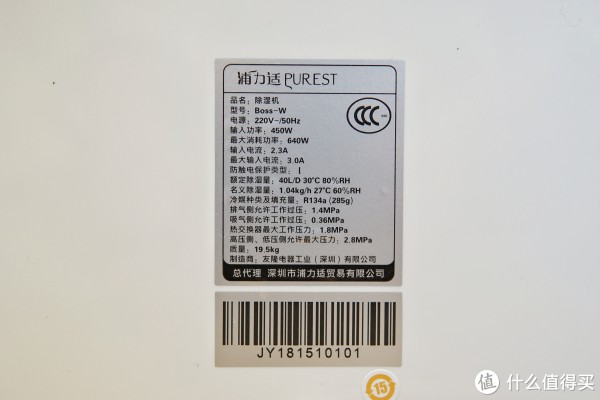 浦力适 PUREST
品名：除湿机
型号：Boss-W
电源：220V~/50Hz
输入功率：450W
最大消耗功率：640W
输入电流：2.3A
最大输入电流：3.0A
防触电保护类型：I
额定除湿量：40L/D 30℃ 80%RH
名义除湿量：1.04kg/h 27℃ 60%RH
冷媒种类及填充量：R134a (285g)
排气侧允许工作过压：1.4MPa
吸气侧允许工作过压：0.36MPa
热交换器最大工作压力：1.8MPa
高压侧、低压侧允许最大压力：2.8MPa
质量：19.5kg
制造商：友隆电器工业（深圳）有限公司
总代理 深圳市浦力适贸易有限公司
JY181510101
15
值 什么值得买